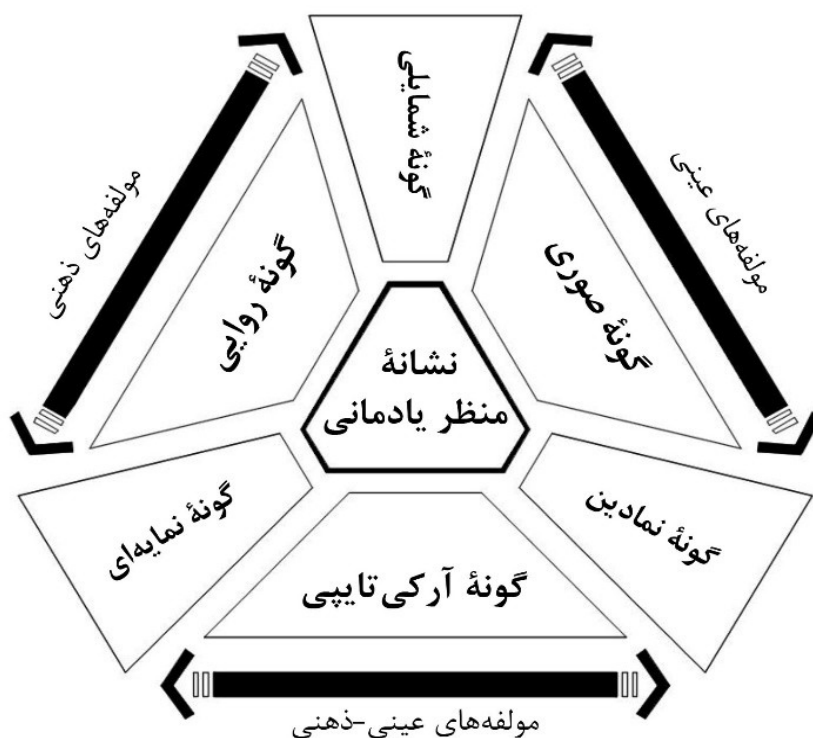 گونهٔ شمایلی
مولفه‌های ذهنی
مولفه‌های عینی
گونهٔ روایی
گونهٔ صوری
نشانهٔ
منظر یادمانی
گونهٔ نمایه‌ای
گونهٔ نمادین
گونهٔ آرکی‌تایپی
مولفه‌های عینی-ذهنی